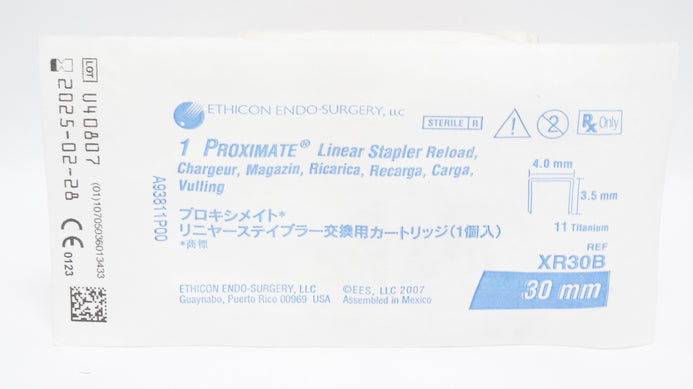 ETHICON ENDO-SURGERY, LLC
STERILE R
2
Rx Only
1 PROXIMATE® Linear Stapler Reload,
Chargeur, Magazin, Ricarica, Recarga, Carga,
Vulling
プロキシメイト*
リニヤーステイプラー交換用カートリッジ(1個入)
*商標
4.0 mm
3.5 mm
11 Titanium
REF
XR30B
30 mm
ETHICON ENDO-SURGERY, LLC
Guaynabo, Puerto Rico 00969 USA
©EES, LLC 2007
Assembled in Mexico
A93811P00
LOT U40807
2025-02-28
(01)10705036013433
CE 0123